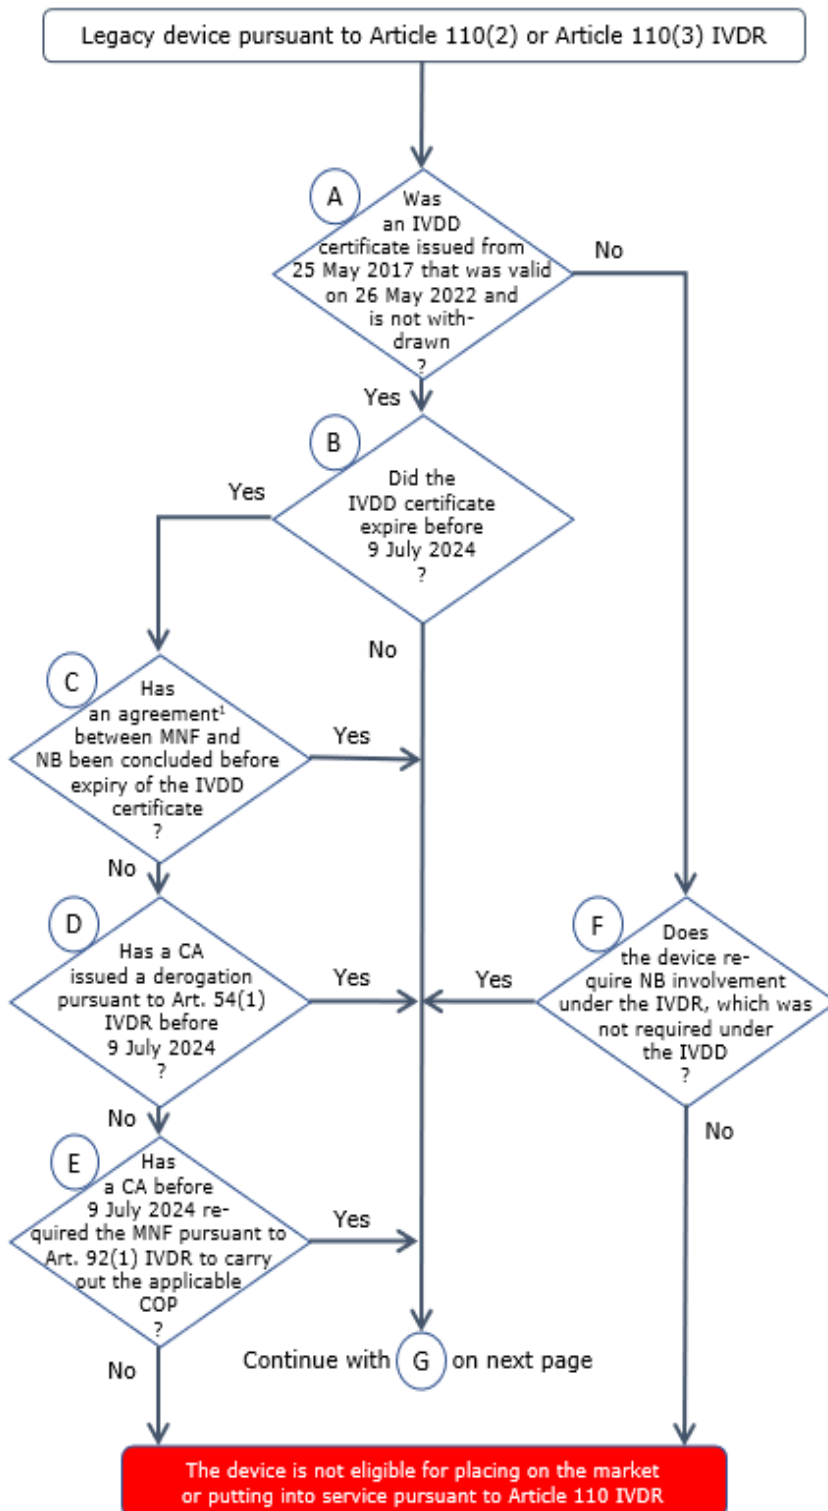 Legacy device pursuant to Article 110(2) or Article 110(3) IVDR
A
Was
an IVDD
certificate issued from
25 May 2017 that was valid
on 26 May 2022 and
is not with-
drawn
?
No
Yes
B
Did the
IVDD certificate
expire before
9 July 2024
?
Yes
No
C
Has
an agreement¹
between MNF and
NB been concluded before
expiry of the IVDD
certificate
?
Yes
No
D
Has a CA
issued a derogation
pursuant to Art. 54(1)
IVDR before
9 July 2024
?
Yes
No
F
Does
the device re-
quire NB involvement
under the IVDR, which was
not required under
the IVDD
?
Yes
No
E
Has
a CA before
9 July 2024 re-
quired the MNF pursuant to
Art. 92(1) IVDR to carry
out the applicable
COP
?
Yes
No
Continue with G on next page
The device is not eligible for placing on the market
or putting into service pursuant to Article 110 IVDR